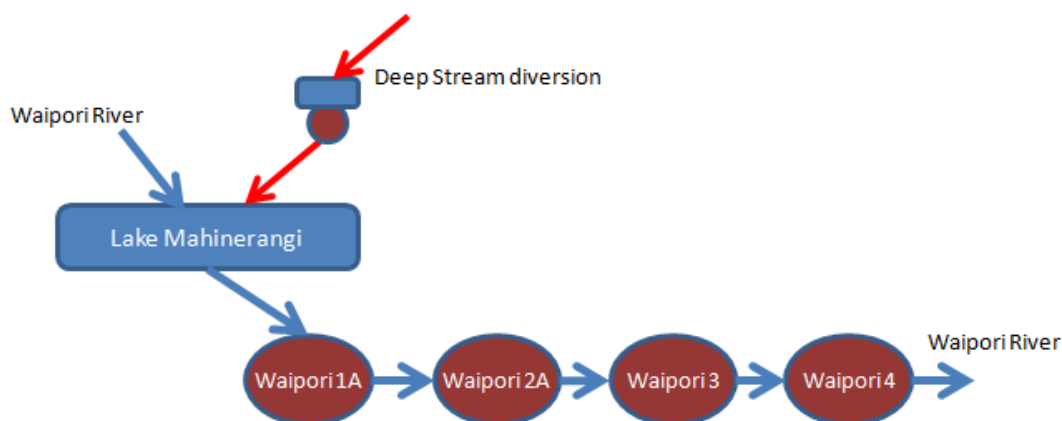 Deep Stream diversion
Waipori River
Lake Mahinerangi
Waipori River
Waipori 1A
Waipori 2A
Waipori 3
Waipori 4